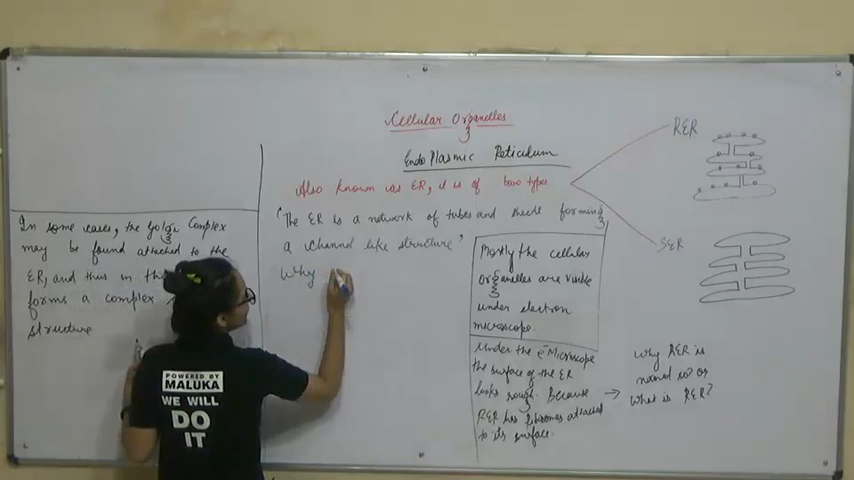 Cellular Organelles
EndoPlasmic Reticulum
Also known as ER, it is of two types
RER
SER
"The ER is a network of tubes and sheets forming
a channel like structure"
Why
In some cases, the Golgi Complex
may be found attached to the
ER, and thus in
forms a complex
structure
Mostly the cellular
organelles are visible
under electron
microscope.
Under the e⁻ Microscope
the surface of the ER
looks rough. Because
RER has ribosomes attached
to its surface.
→ why RER is
named so? or
what is RER?
POWERED BY
MALUKA
WE WILL
DO
IT